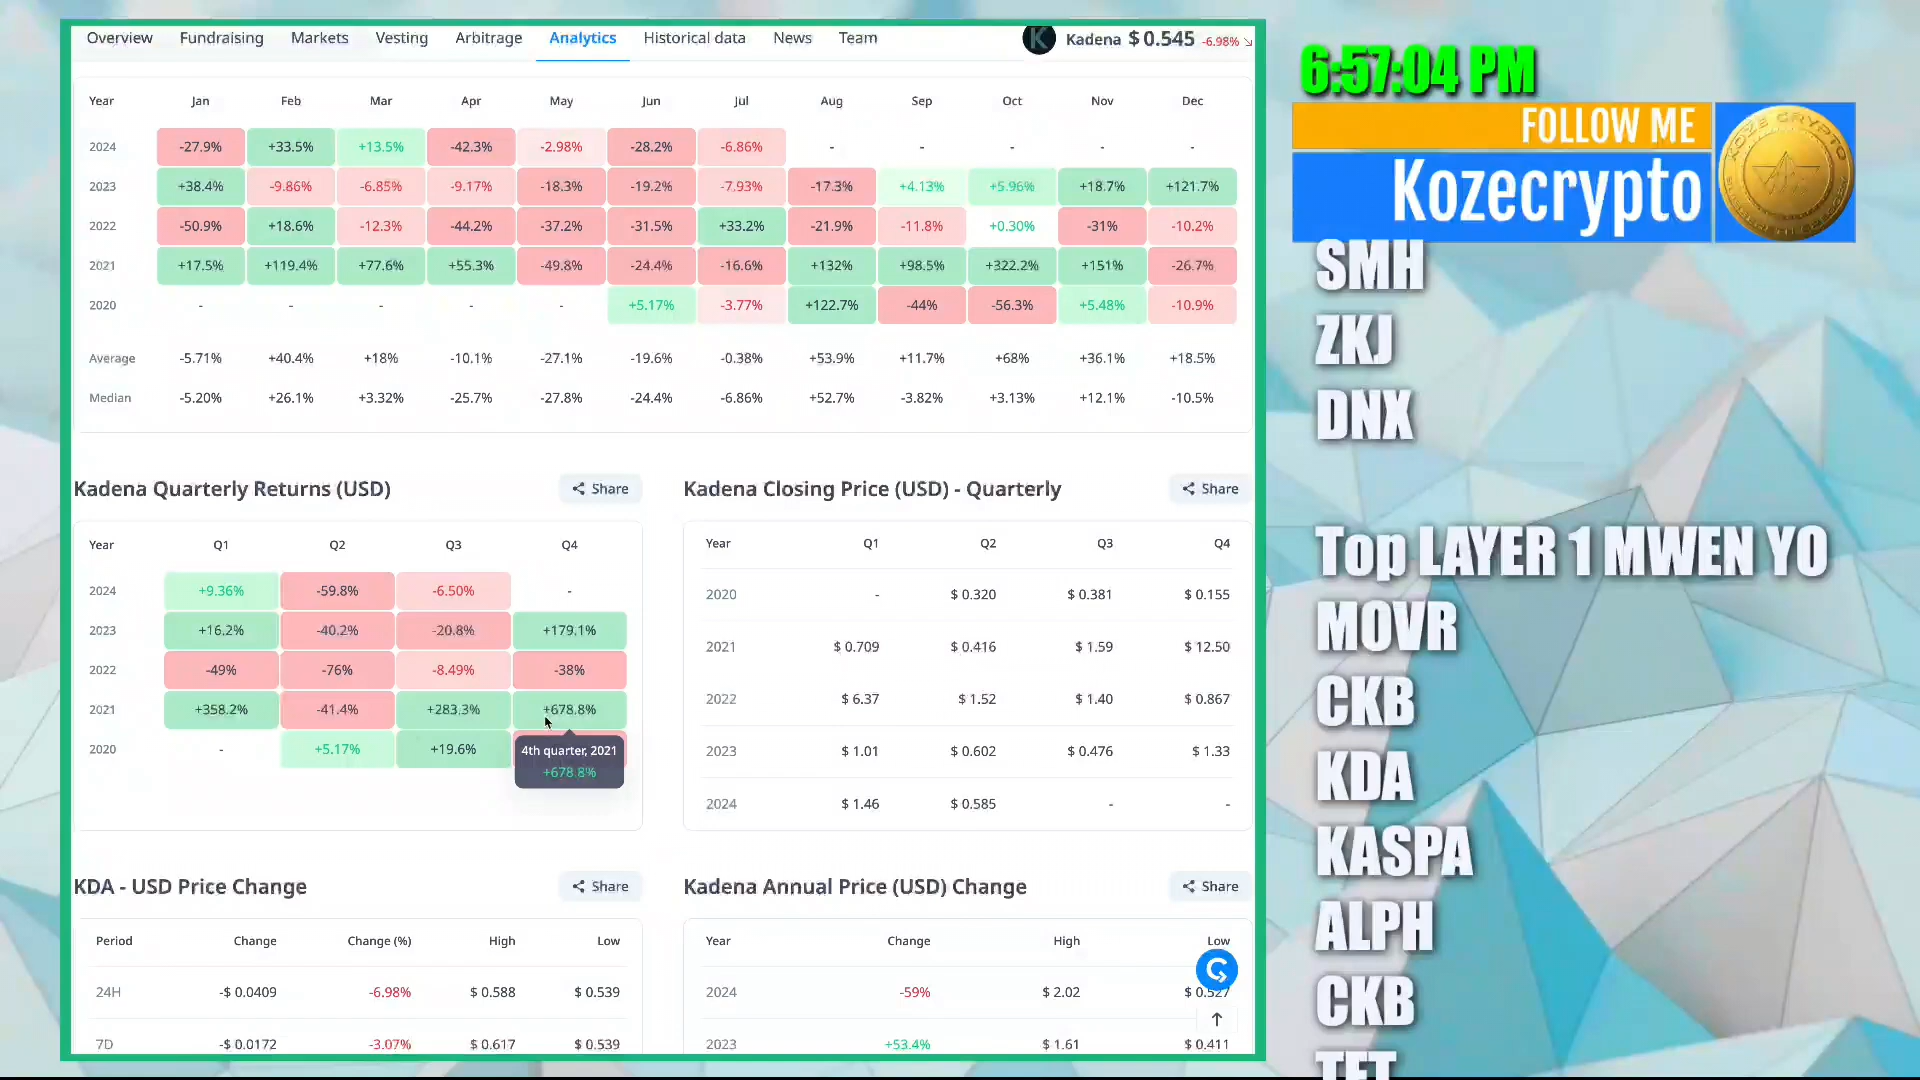 Overview Fundraising Markets Vesting Arbitrage Analytics Historical data News Team K Kadena $ 0.545 -6.98%
Year Jan Feb Mar Apr May Jun Jul Aug Sep Oct Nov Dec
2024 -27.9% +33.5% +13.5% -42.3% -2.98% -28.2% -6.86% - - - - -
2023 +38.4% -9.86% -6.85% -9.17% -18.3% -19.2% -7.93% -17.3% +4.13% +5.96% +18.7% +121.7%
2022 -50.9% +18.6% -12.3% -44.2% -37.2% -31.5% +33.2% -21.9% -11.8% +0.30% -31% -10.2%
2021 +17.5% +119.4% +77.6% +55.3% -49.8% -24.4% -16.6% +132% +98.5% +322.2% +151% -26.7%
2020 - - - - - +5.17% -3.77% +122.7% -44% -56.3% +5.48% -10.9%
Average -5.71% +40.4% +18% -10.1% -27.1% -19.6% -0.38% +53.9% +11.7% +68% +36.1% +18.5%
Median -5.20% +26.1% +3.32% -25.7% -27.8% -24.4% -6.86% +52.7% -3.82% +3.13% +12.1% -10.5%
Kadena Quarterly Returns (USD) Share
Year Q1 Q2 Q3 Q4
2024 +9.36% -59.8% -6.50% -
2023 +16.2% -40.2% -20.8% +179.1%
2022 -49% -76% -8.49% -38%
2021 +358.2% -41.4% +283.3% +678.8%
2020 - +5.17% +19.6%
4th quarter, 2021
+678.8%
Kadena Closing Price (USD) - Quarterly Share
Year Q1 Q2 Q3 Q4
2020 - $ 0.320 $ 0.381 $ 0.155
2021 $ 0.709 $ 0.416 $ 1.59 $ 12.50
2022 $ 6.37 $ 1.52 $ 1.40 $ 0.867
2023 $ 1.01 $ 0.602 $ 0.476 $ 1.33
2024 $ 1.46 $ 0.585 - -
KDA - USD Price Change Share
Period Change Change (%) High Low
24H -$ 0.0409 -6.98% $ 0.588 $ 0.539
7D -$ 0.0172 -3.07% $ 0.617 $ 0.539
Kadena Annual Price (USD) Change Share
Year Change High Low
2024 -59% $ 2.02 $ 0.527
2023 +53.4% $ 1.61 $ 0.411
6:57:04 PM
FOLLOW ME
Kozecrypto
SMH
ZKJ
DNX
Top LAYER 1 MWEN YO
MOVR
CKB
KDA
KASPA
ALPH
CKB
TFT